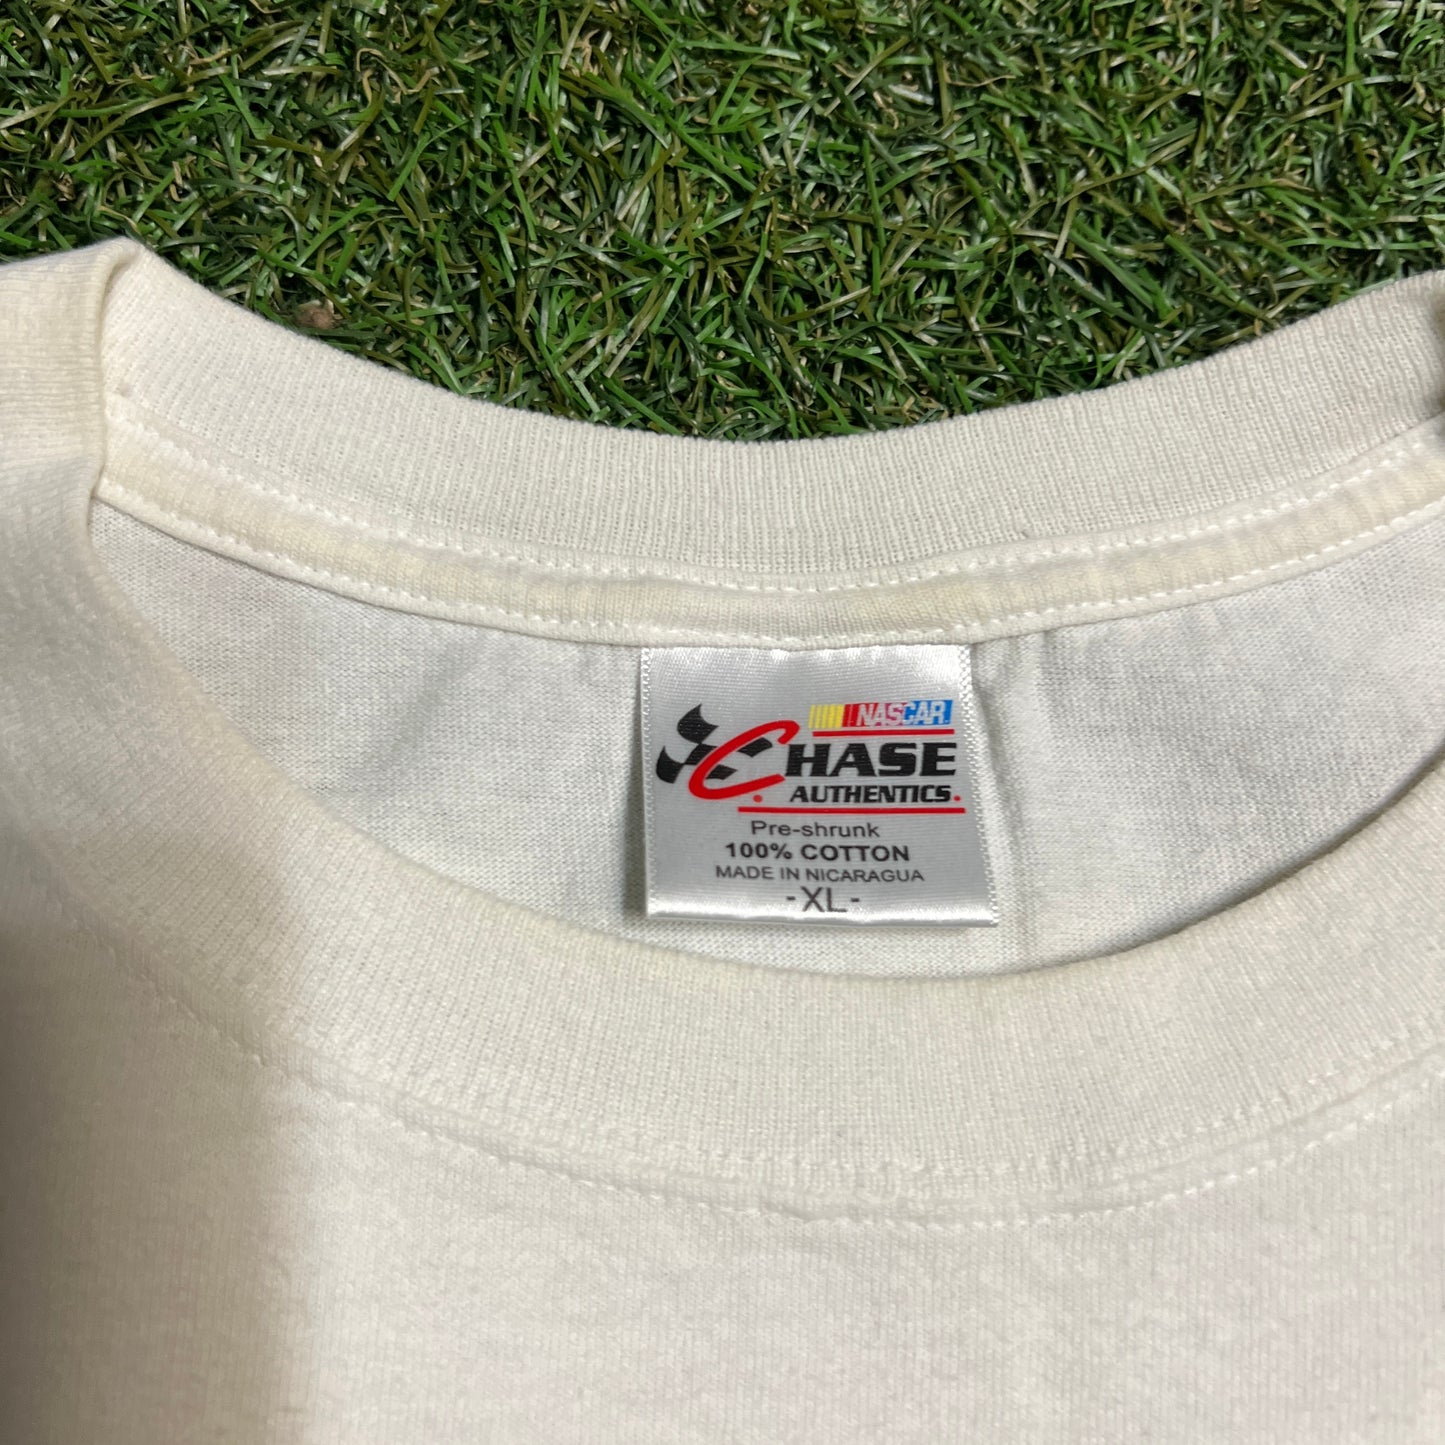 NASCAR
CHASE
AUTHENTICS.
Pre-shrunk
100% COTTON
MADE IN NICARAGUA
-XL-